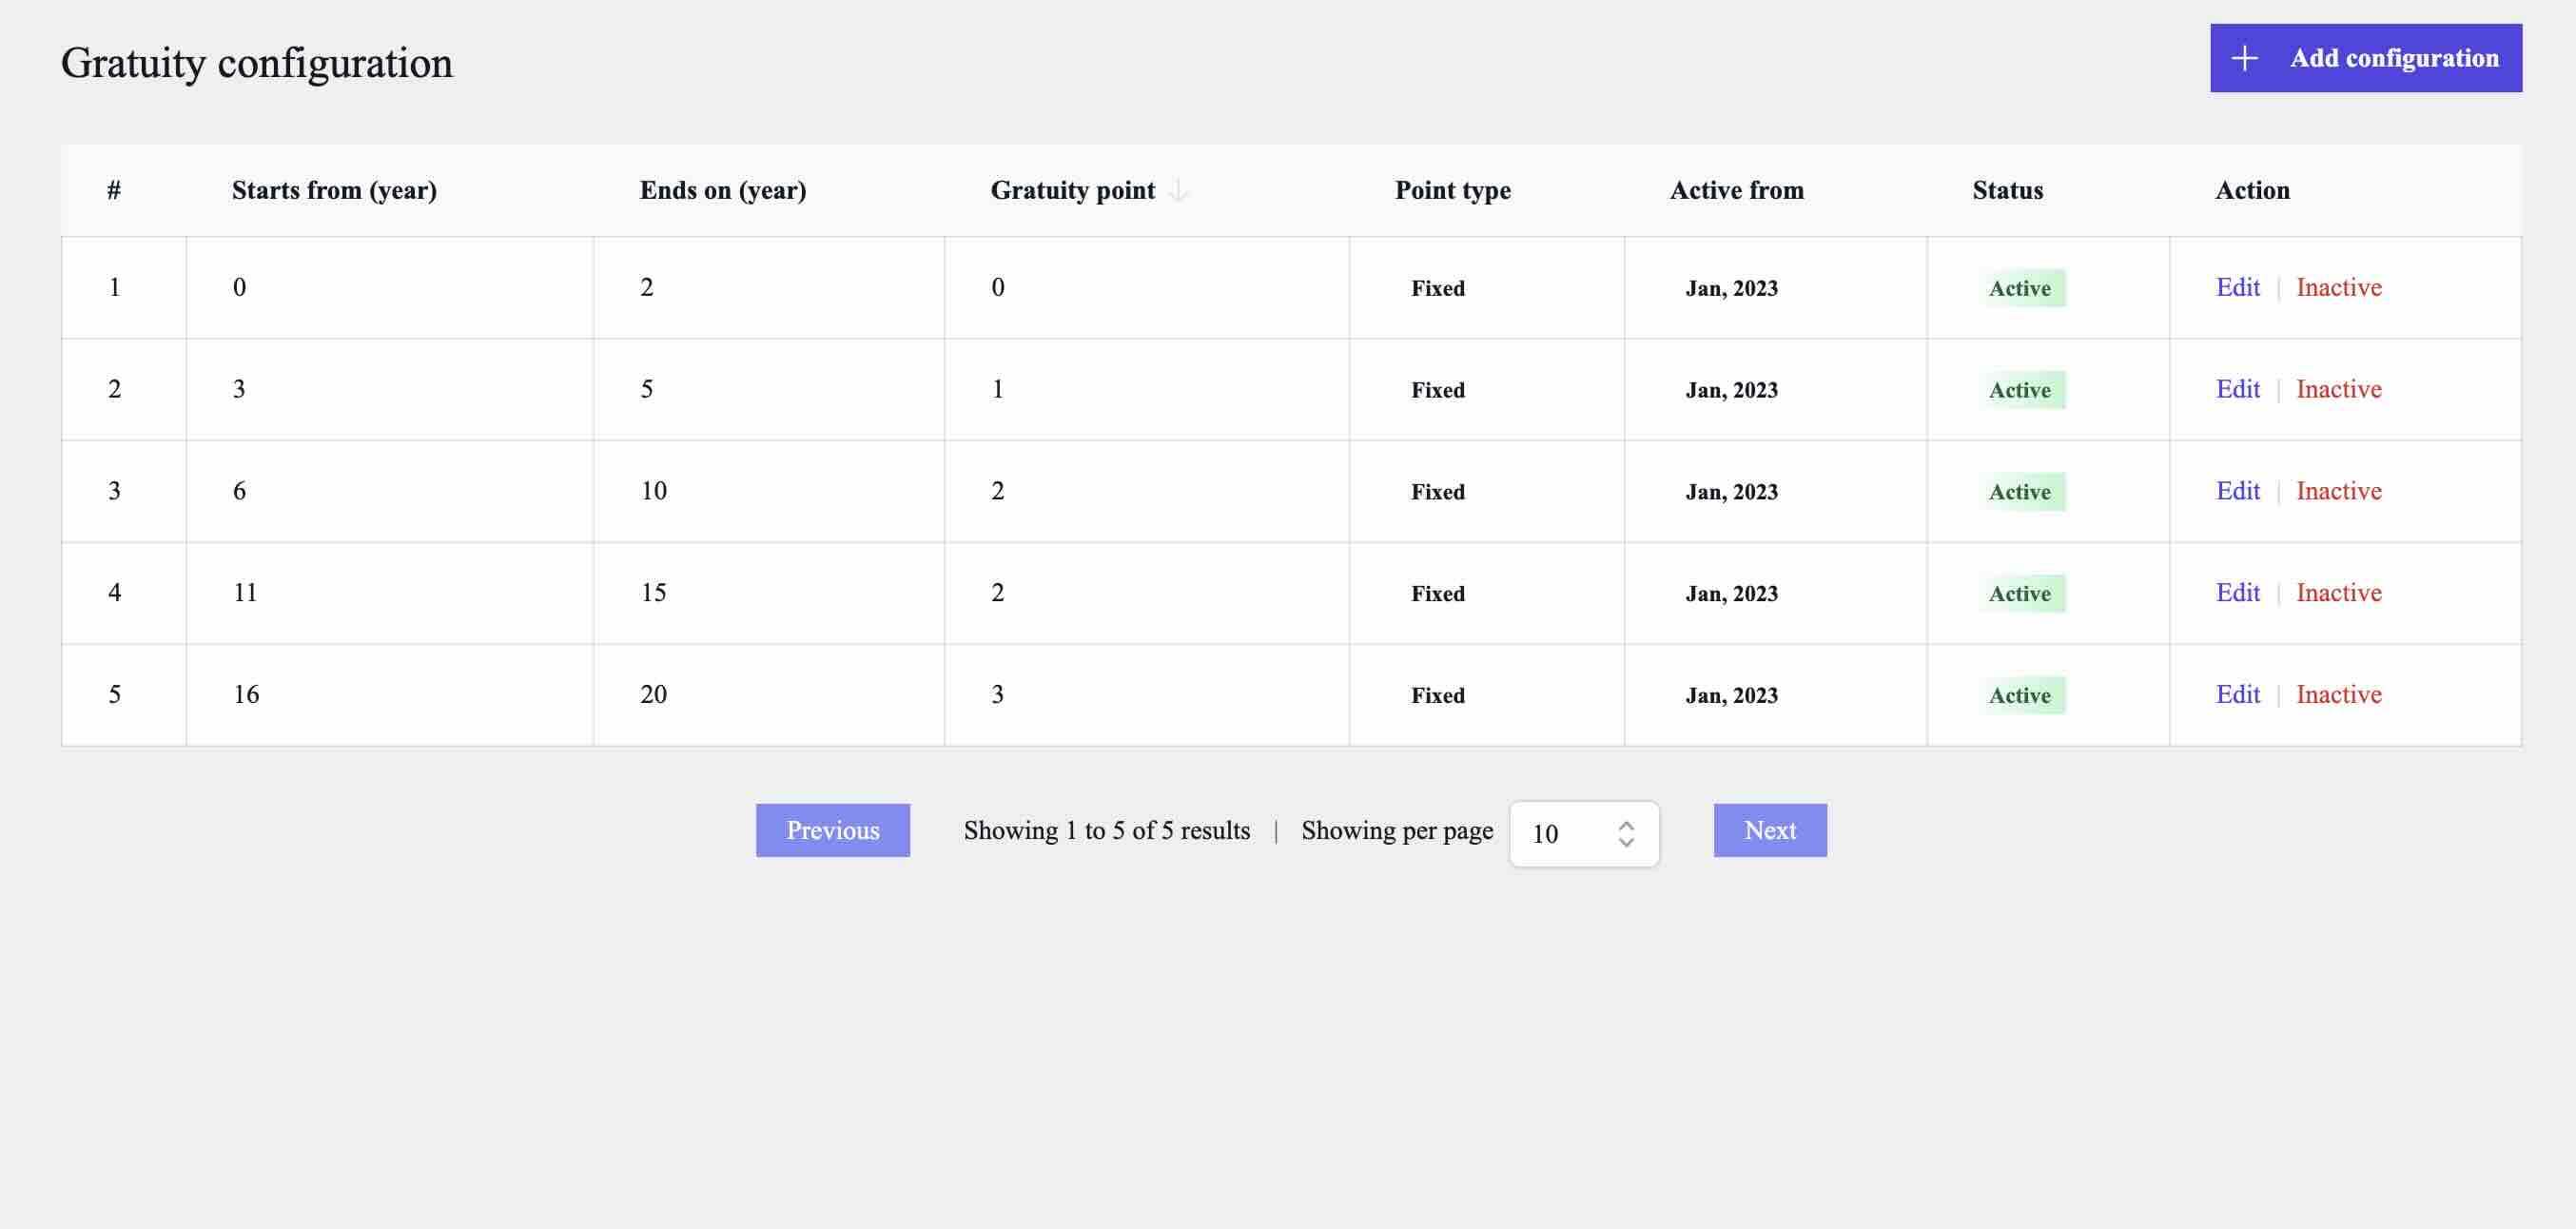 Gratuity configuration
Add configuration
# Starts from (year) Ends on (year) Gratuity point Point type Active from Status Action
1 0 2 0 Fixed Jan, 2023 Active Edit | Inactive
2 3 5 1 Fixed Jan, 2023 Active Edit | Inactive
3 6 10 2 Fixed Jan, 2023 Active Edit | Inactive
4 11 15 2 Fixed Jan, 2023 Active Edit | Inactive
5 16 20 3 Fixed Jan, 2023 Active Edit | Inactive
Previous Showing 1 to 5 of 5 results | Showing per page 10 Next